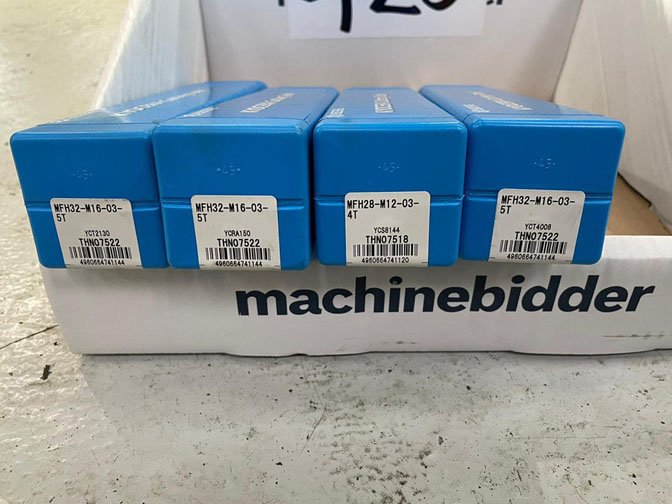 MFH32-M16-03-
5T
YCT2130
THN07522
4960664741144
MFH32-M16-03-
5T
YCRA150
THN07522
4960664741144
MFH28-M12-03-
4T
YCS8144
THN07518
4960664741120
MFH32-M16-03-
5T
YCT4008
THN07522
4960664741144
machinebidder